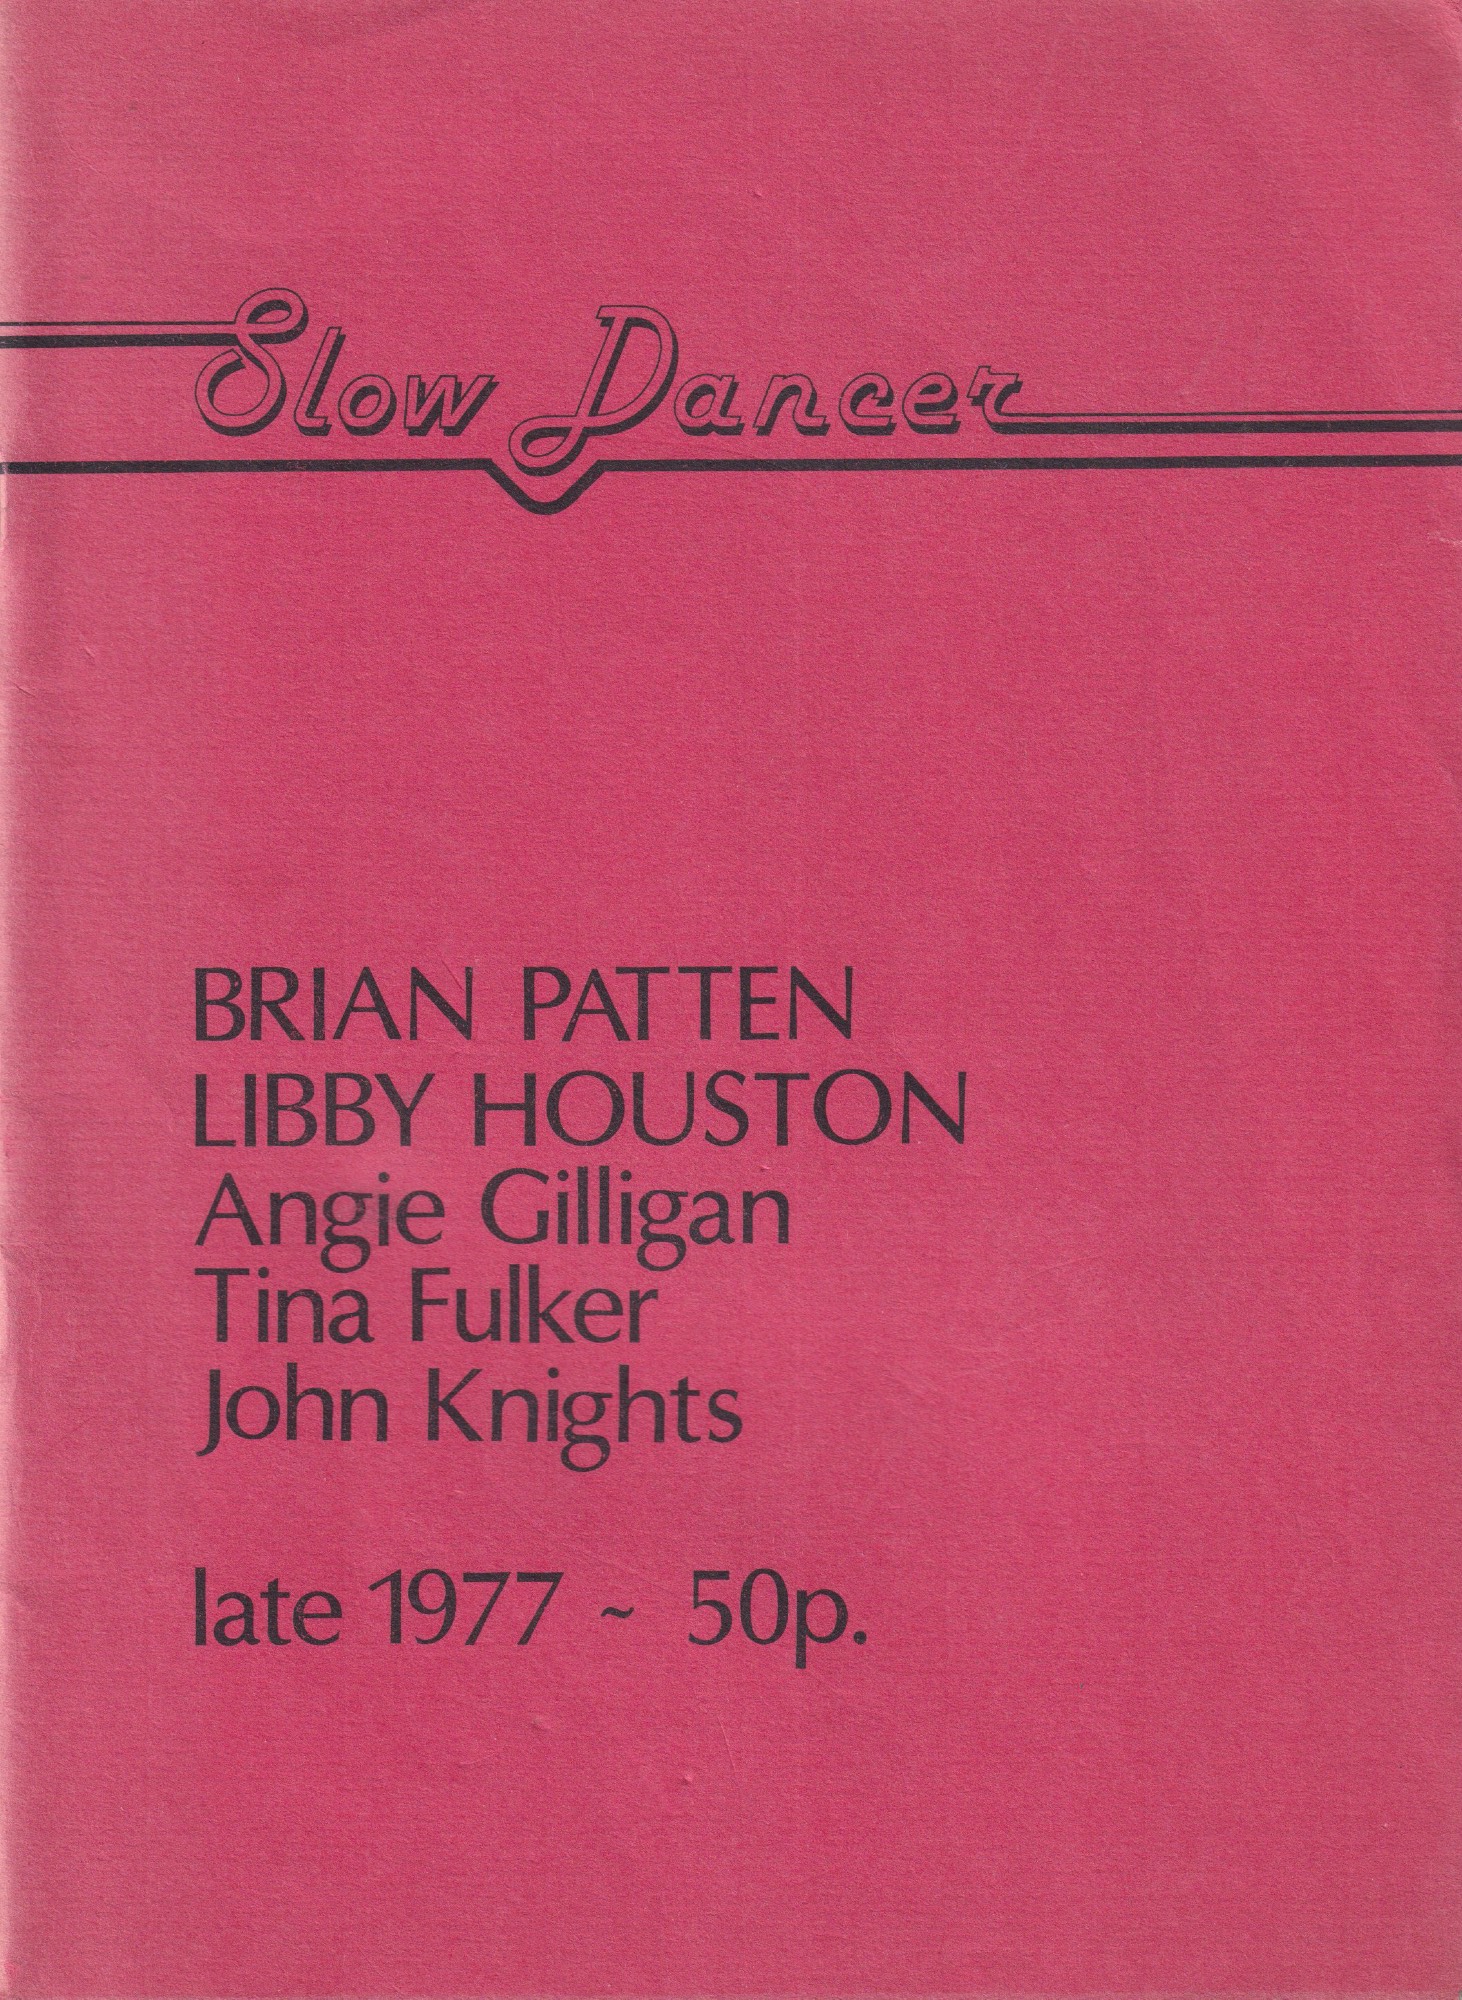 Slow Dancer
BRIAN PATTEN
LIBBY HOUSTON
Angie Gilligan
Tina Fulker
John Knights
late 1977 ~ 50p.